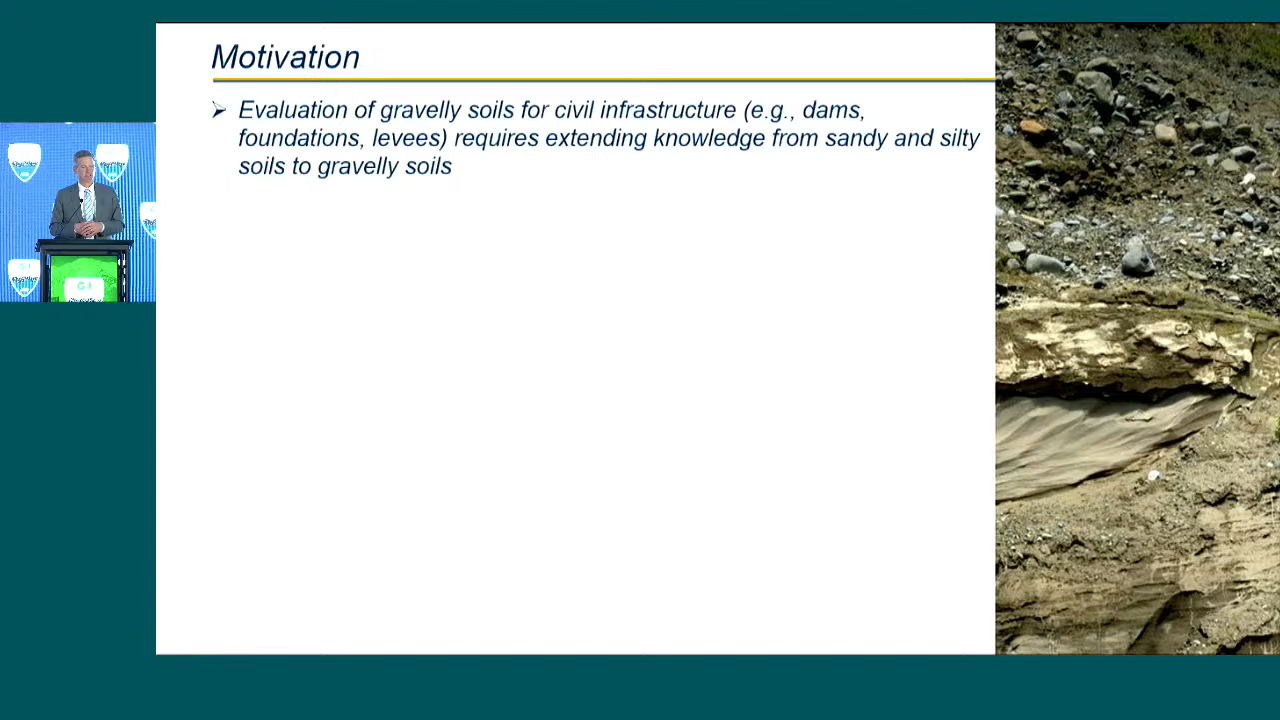 Motivation
Evaluation of gravelly soils for civil infrastructure (e.g., dams,
foundations, levees) requires extending knowledge from sandy and silty
soils to gravelly soils
G-I